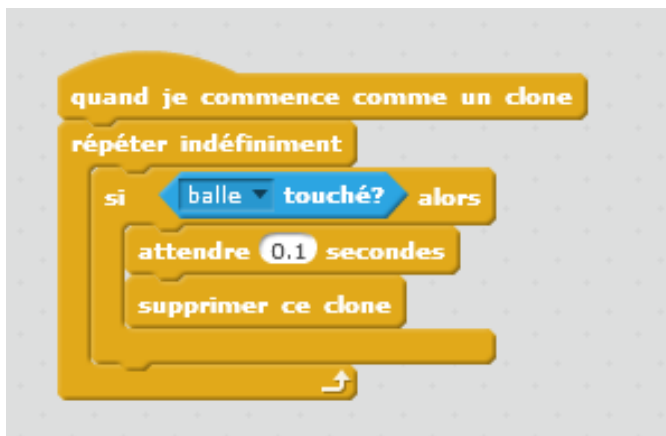 quand je commence comme un clone
répéter indéfiniment
si balle touché? alors
attendre 0.1 secondes
supprimer ce clone